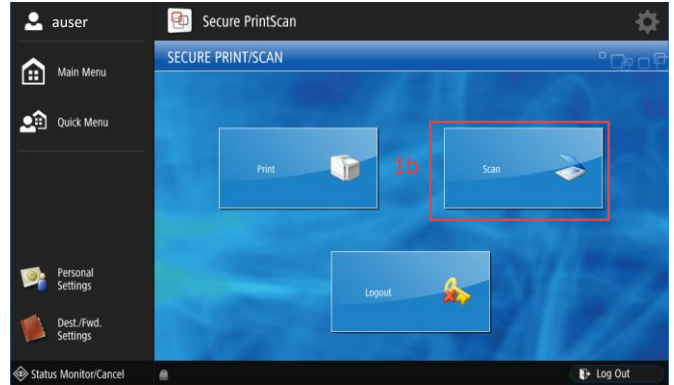 auser
Secure PrintScan
SECURE PRINT/SCAN
Main Menu
Quick Menu
Print
1b
Scan
Logout
Personal
Settings
Dest./Fwd.
Settings
Status Monitor/Cancel
Log Out